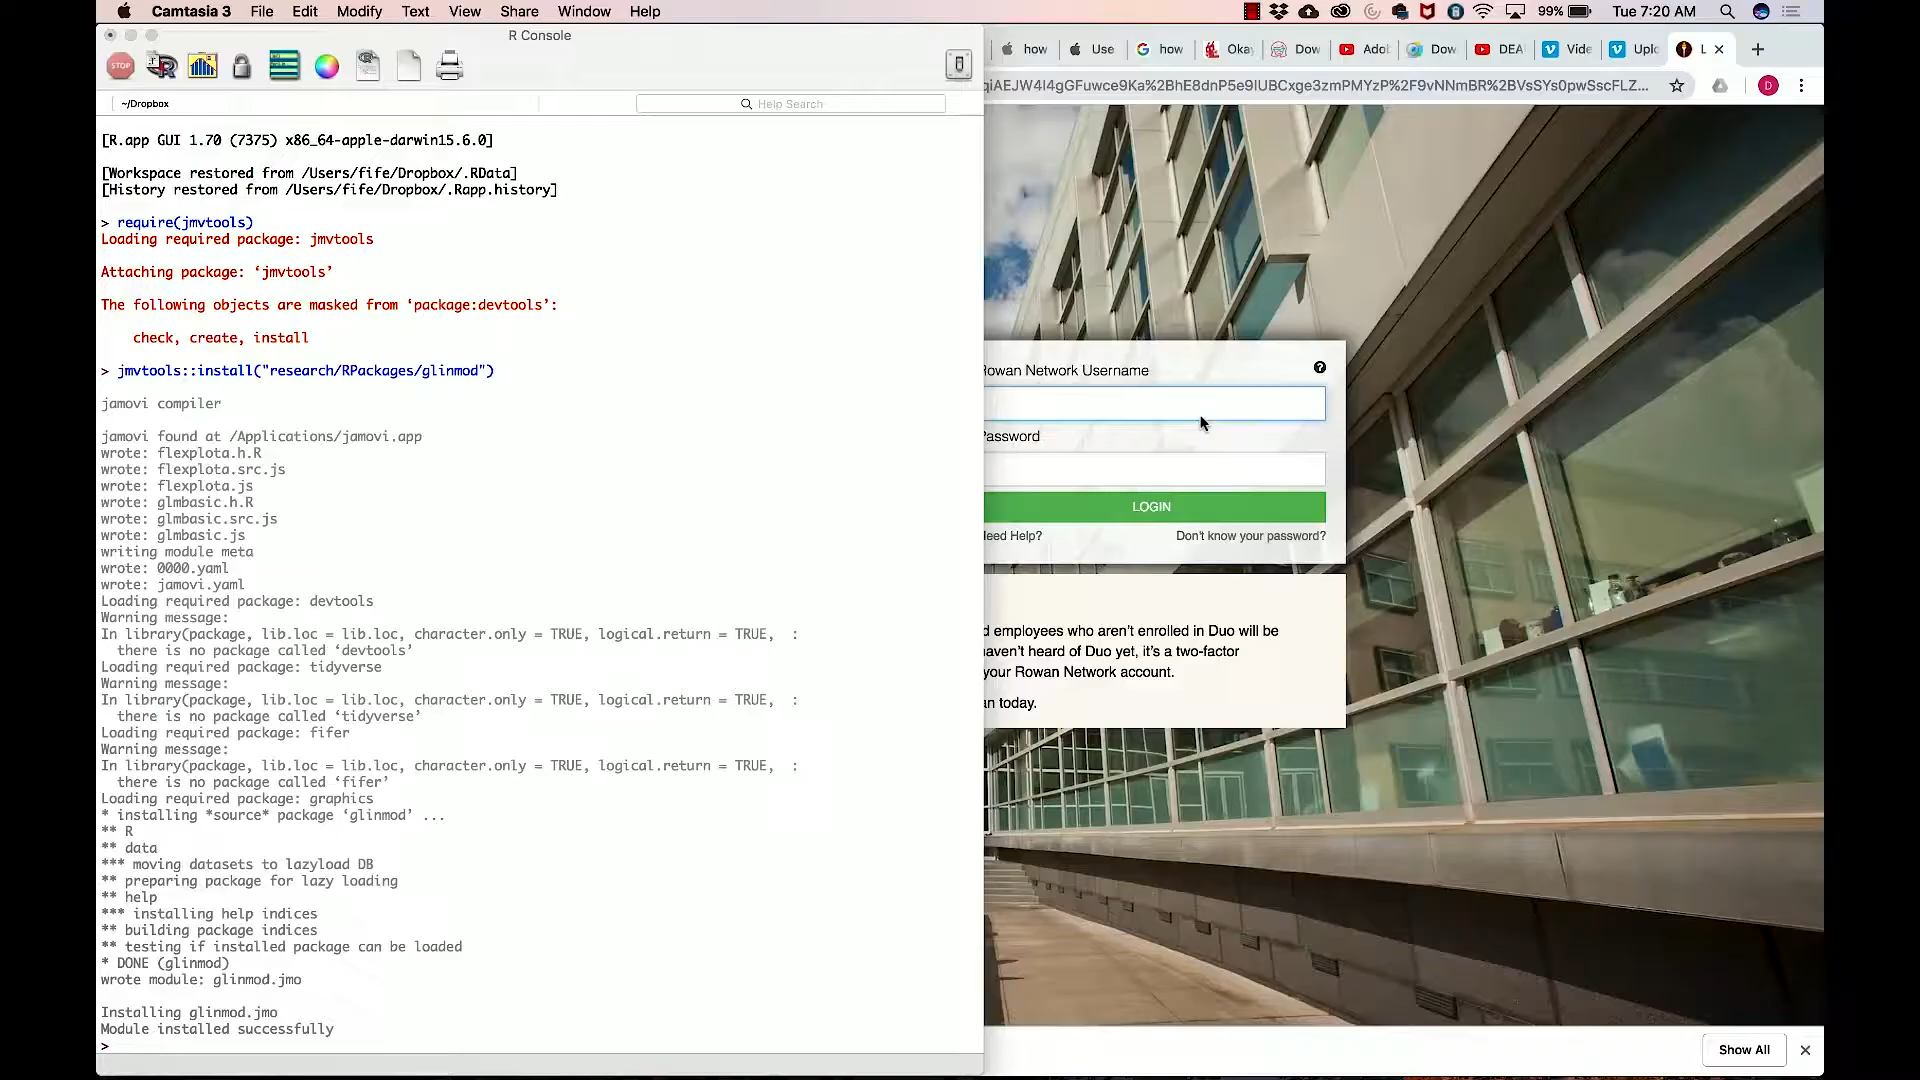 Camtasia 3 File Edit Modify Text View Share Window Help 99% Tue 7:20 AM
R Console
how Use how Oka Dow Adol Dow DEA Vide Uplo L
STOP
~/Dropbox Help Search
[R.app GUI 1.70 (7375) x86_64-apple-darwin15.6.0]
[Workspace restored from /Users/fife/Dropbox/.RData]
[History restored from /Users/fife/Dropbox/.Rapp.history]
> require(jmvtools)
Loading required package: jmvtools
Attaching package: ‘jmvtools’
The following objects are masked from ‘package:devtools’:
check, create, install
> jmvtools::install("research/RPackages/glinmod")
jamovi compiler
jamovi found at /Applications/jamovi.app
wrote: flexplota.h.R
wrote: flexplota.src.js
wrote: flexplota.js
wrote: glmbasic.h.R
wrote: glmbasic.src.js
wrote: glmbasic.js
writing module meta
wrote: 0000.yaml
wrote: jamovi.yaml
Loading required package: devtools
Warning message:
In library(package, lib.loc = lib.loc, character.only = TRUE, logical.return = TRUE, :
there is no package called ‘devtools’
Loading required package: tidyverse
Warning message:
In library(package, lib.loc = lib.loc, character.only = TRUE, logical.return = TRUE, :
there is no package called ‘tidyverse’
Loading required package: fifer
Warning message:
In library(package, lib.loc = lib.loc, character.only = TRUE, logical.return = TRUE, :
there is no package called ‘fifer’
Loading required package: graphics
* installing *source* package ‘glinmod’ ...
** R
** data
*** moving datasets to lazyload DB
** preparing package for lazy loading
** help
*** installing help indices
** building package indices
** testing if installed package can be loaded
* DONE (glinmod)
wrote module: glinmod.jmo
Installing glinmod.jmo
Module installed successfully
>
Rowan Network Username
Password
LOGIN
Need Help? Don't know your password?
d employees who aren’t enrolled in Duo will be
haven’t heard of Duo yet, it’s a two-factor
your Rowan Network account.
an today.
Show All
D